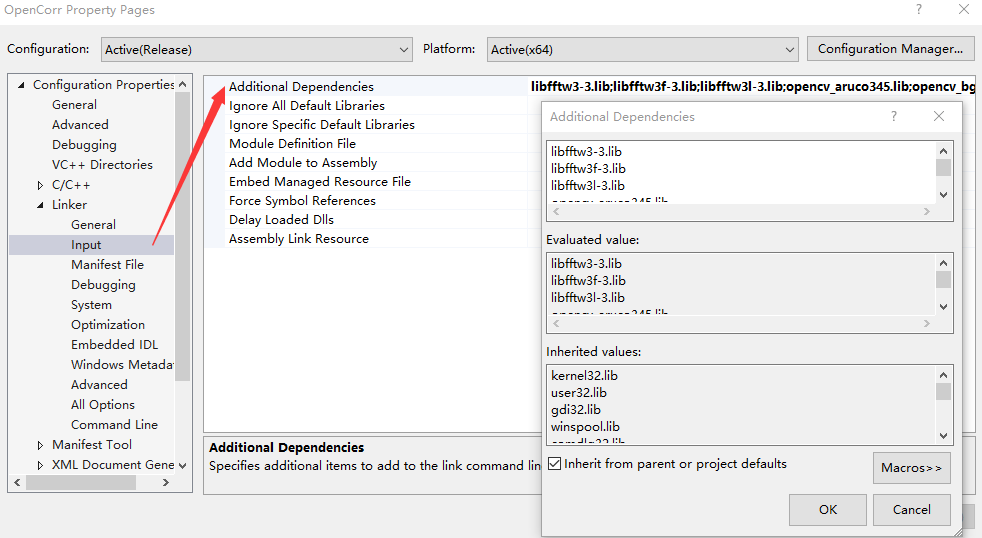 OpenCorr Property Pages
Configuration: Active(Release) Platform: Active(x64) Configuration Manager...
Configuration Properties
General
Advanced
Debugging
VC++ Directories
C/C++
Linker
General
Input
Manifest File
Debugging
System
Optimization
Embedded IDL
Windows Metada
Advanced
All Options
Command Line
Manifest Tool
XML Document Gene
Additional Dependencies libfftw3-3.lib;libfftw3f-3.lib;libfftw3l-3.lib;opencv_aruco345.lib;opencv_bg
Ignore All Default Libraries
Ignore Specific Default Libraries
Module Definition File
Add Module to Assembly
Embed Managed Resource File
Force Symbol References
Delay Loaded Dlls
Assembly Link Resource
Additional Dependencies
Specifies additional items to add to the link command lin
Additional Dependencies
libfftw3-3.lib
libfftw3f-3.lib
libfftw3l-3.lib
opencv_aruco345.lib
Evaluated value:
libfftw3-3.lib
libfftw3f-3.lib
libfftw3l-3.lib
opencv_aruco345.lib
Inherited values:
kernel32.lib
user32.lib
gdi32.lib
winspool.lib
comdlg32.lib
Inherit from parent or project defaults
Macros>>
OK Cancel